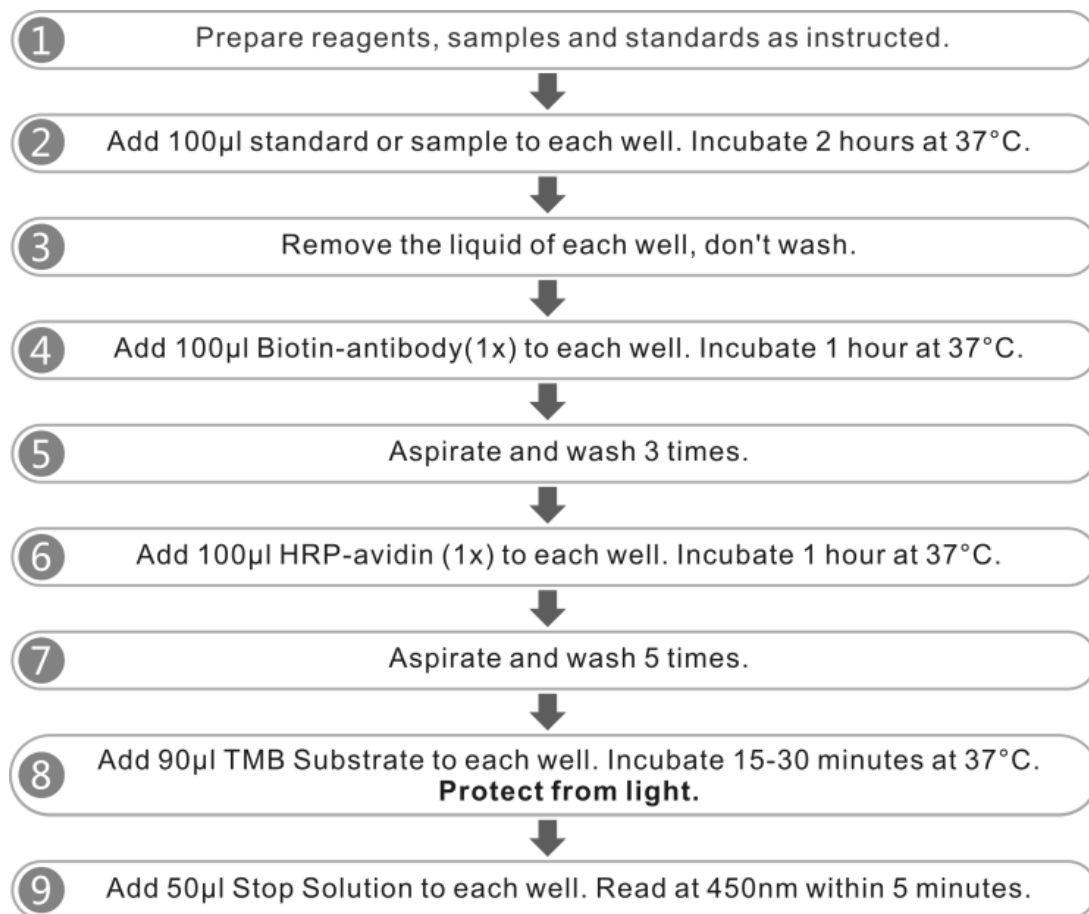 1 Prepare reagents, samples and standards as instructed.
2 Add 100µl standard or sample to each well. Incubate 2 hours at 37°C.
3 Remove the liquid of each well, don't wash.
4 Add 100µl Biotin-antibody(1x) to each well. Incubate 1 hour at 37°C.
5 Aspirate and wash 3 times.
6 Add 100µl HRP-avidin (1x) to each well. Incubate 1 hour at 37°C.
7 Aspirate and wash 5 times.
8 Add 90µl TMB Substrate to each well. Incubate 15-30 minutes at 37°C.
Protect from light.
9 Add 50µl Stop Solution to each well. Read at 450nm within 5 minutes.